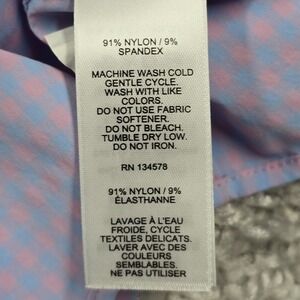 91% NYLON / 9%
SPANDEX
MACHINE WASH COLD
GENTLE CYCLE.
WASH WITH LIKE
COLORS.
DO NOT USE FABRIC
SOFTENER.
DO NOT BLEACH.
TUMBLE DRY LOW.
DO NOT IRON.
RN 134578
91% NYLON / 9%
ÉLASTHANNE
LAVAGE À L'EAU
FROIDE, CYCLE
TEXTILES DELICATS.
LAVER AVEC DES
COULEURS
SEMBLABLES.
NE PAS UTILISER